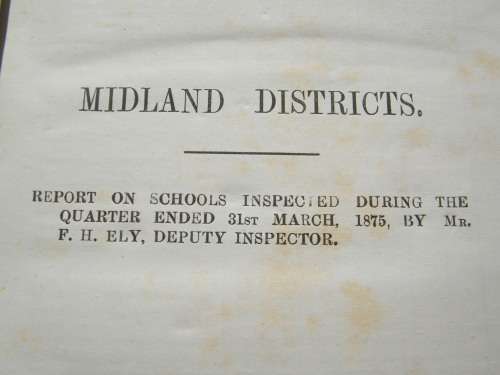 MIDLAND DISTRICTS.
REPORT ON SCHOOLS INSPECTED DURING THE
QUARTER ENDED 31ST MARCH, 1875, BY MR.
F. H. ELY, DEPUTY INSPECTOR.